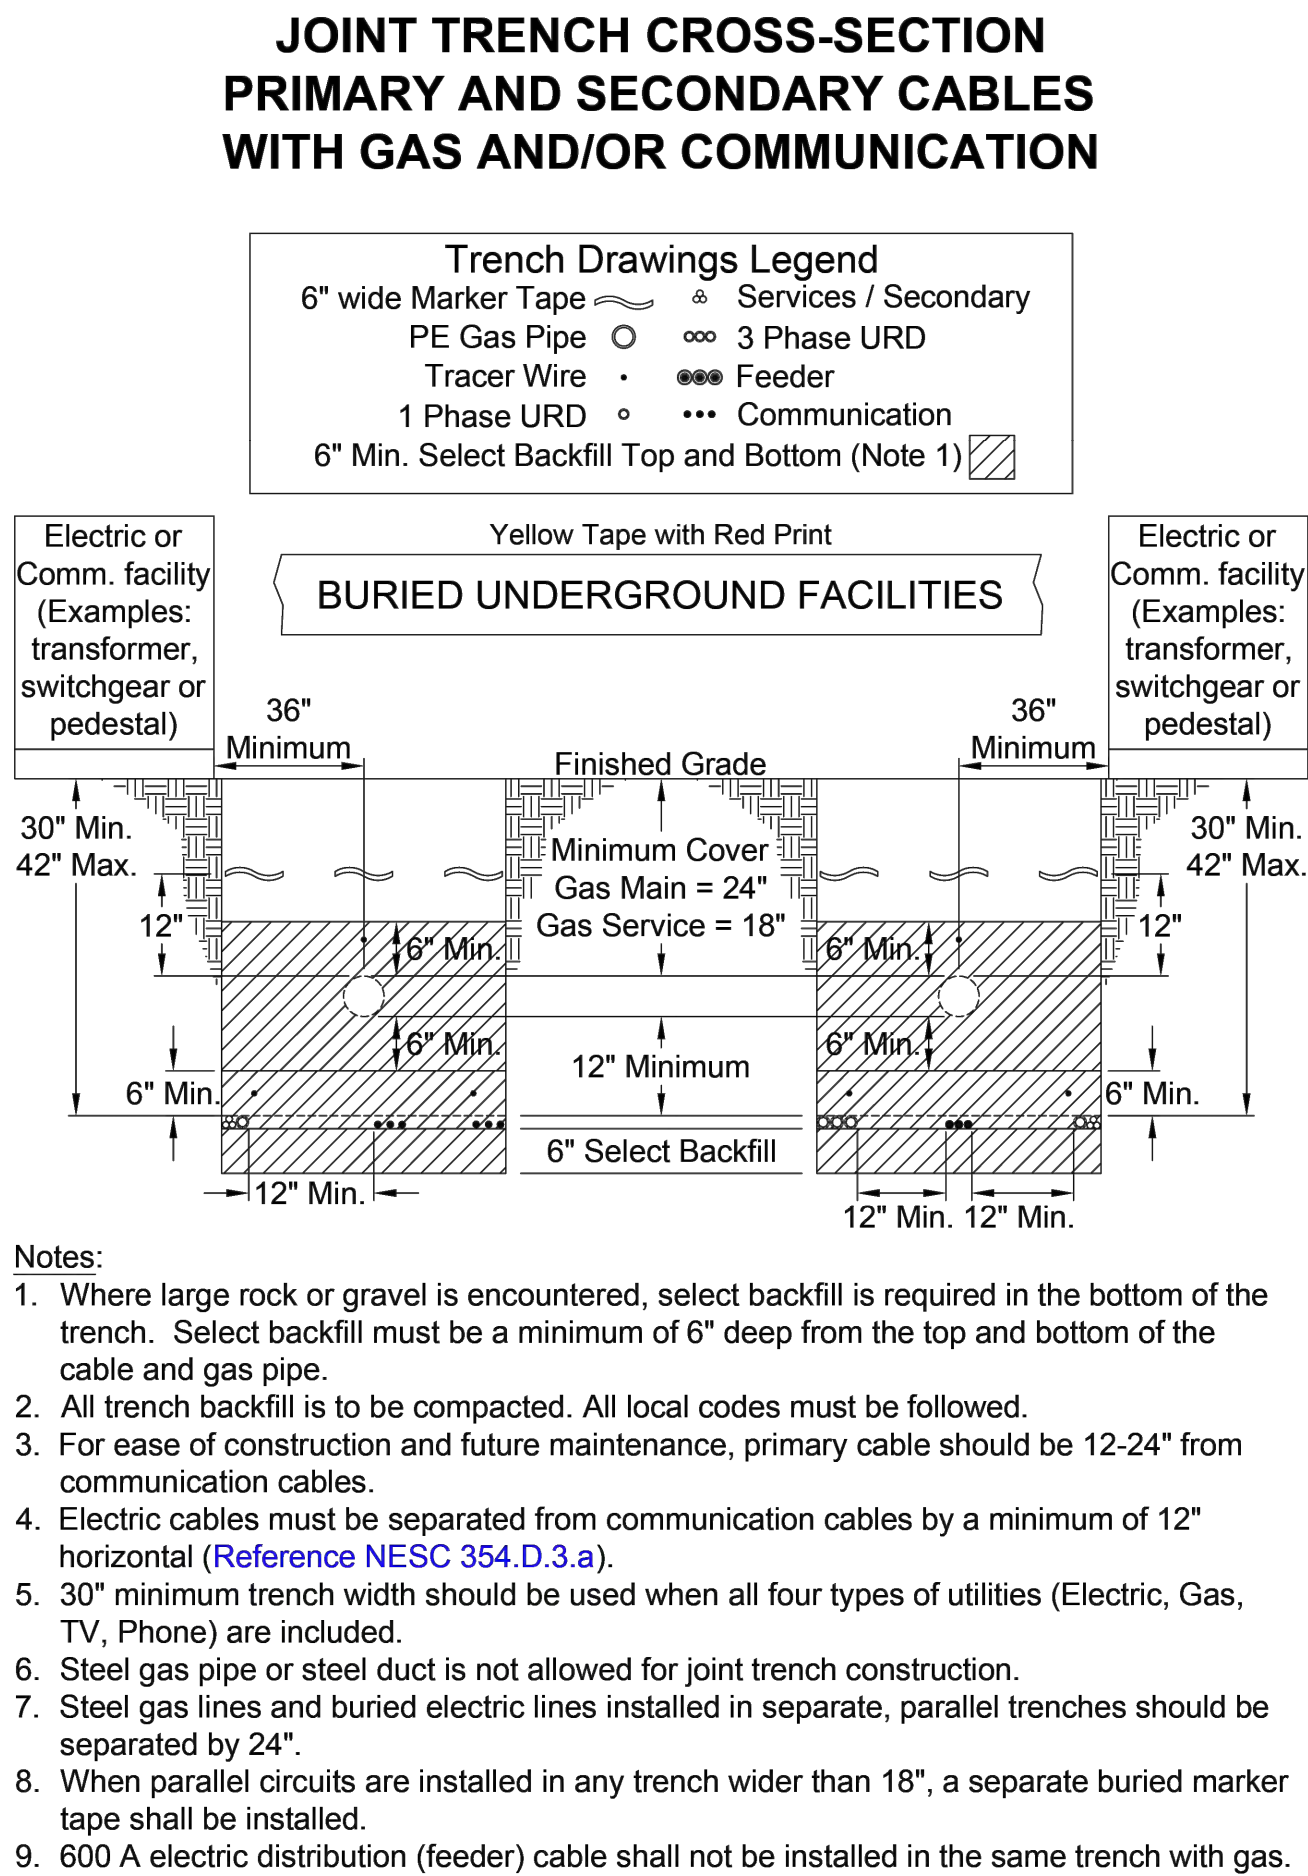 JOINT TRENCH CROSS-SECTION
PRIMARY AND SECONDARY CABLES
WITH GAS AND/OR COMMUNICATION
Trench Drawings Legend
6" wide Marker Tape
Services / Secondary
PE Gas Pipe
3 Phase URD
Tracer Wire
Feeder
1 Phase URD
Communication
6" Min. Select Backfill Top and Bottom (Note 1)
Electric or
Comm. facility
(Examples:
transformer,
switchgear or
pedestal)
Yellow Tape with Red Print
BURIED UNDERGROUND FACILITIES
Electric or
Comm. facility
(Examples:
transformer,
switchgear or
pedestal)
36"
Minimum
36"
Minimum
Finished Grade
30" Min.
42" Max.
Minimum Cover
Gas Main = 24"
Gas Service = 18"
30" Min.
42" Max.
12"
6" Min.
6" Min.
12"
6" Min.
12" Minimum
6" Min.
6" Min.
6" Min.
6" Select Backfill
12" Min.
12" Min.
12" Min.
Notes:
1. Where large rock or gravel is encountered, select backfill is required in the bottom of the
trench. Select backfill must be a minimum of 6" deep from the top and bottom of the
cable and gas pipe.
2. All trench backfill is to be compacted. All local codes must be followed.
3. For ease of construction and future maintenance, primary cable should be 12-24" from
communication cables.
4. Electric cables must be separated from communication cables by a minimum of 12"
horizontal (Reference NESC 354.D.3.a).
5. 30" minimum trench width should be used when all four types of utilities (Electric, Gas,
TV, Phone) are included.
6. Steel gas pipe or steel duct is not allowed for joint trench construction.
7. Steel gas lines and buried electric lines installed in separate, parallel trenches should be
separated by 24".
8. When parallel circuits are installed in any trench wider than 18", a separate buried marker
tape shall be installed.
9. 600 A electric distribution (feeder) cable shall not be installed in the same trench with gas.